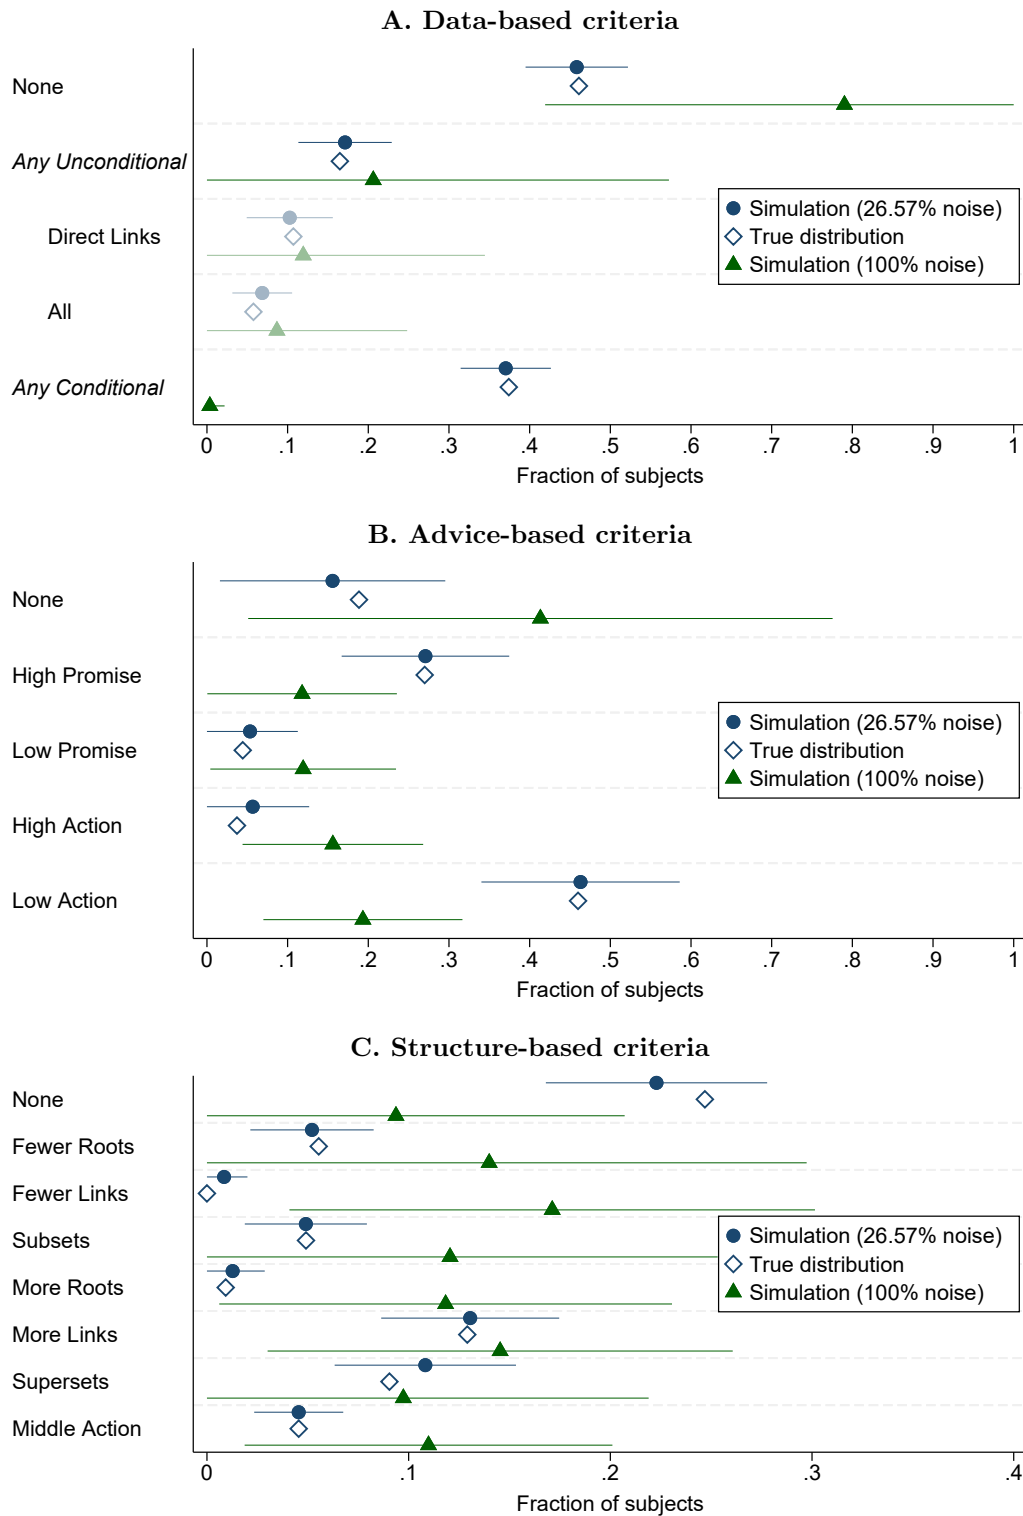 A. Data-based criteria
None
Any Unconditional
Direct Links
All
Any Conditional
Simulation (26.57% noise)
True distribution
Simulation (100% noise)
0 .1 .2 .3 .4 .5 .6 .7 .8 .9 1
Fraction of subjects
B. Advice-based criteria
None
High Promise
Low Promise
High Action
Low Action
Simulation (26.57% noise)
True distribution
Simulation (100% noise)
0 .1 .2 .3 .4 .5 .6 .7 .8 .9 1
Fraction of subjects
C. Structure-based criteria
None
Fewer Roots
Fewer Links
Subsets
More Roots
More Links
Supersets
Middle Action
Simulation (26.57% noise)
True distribution
Simulation (100% noise)
0 .1 .2 .3 .4
Fraction of subjects